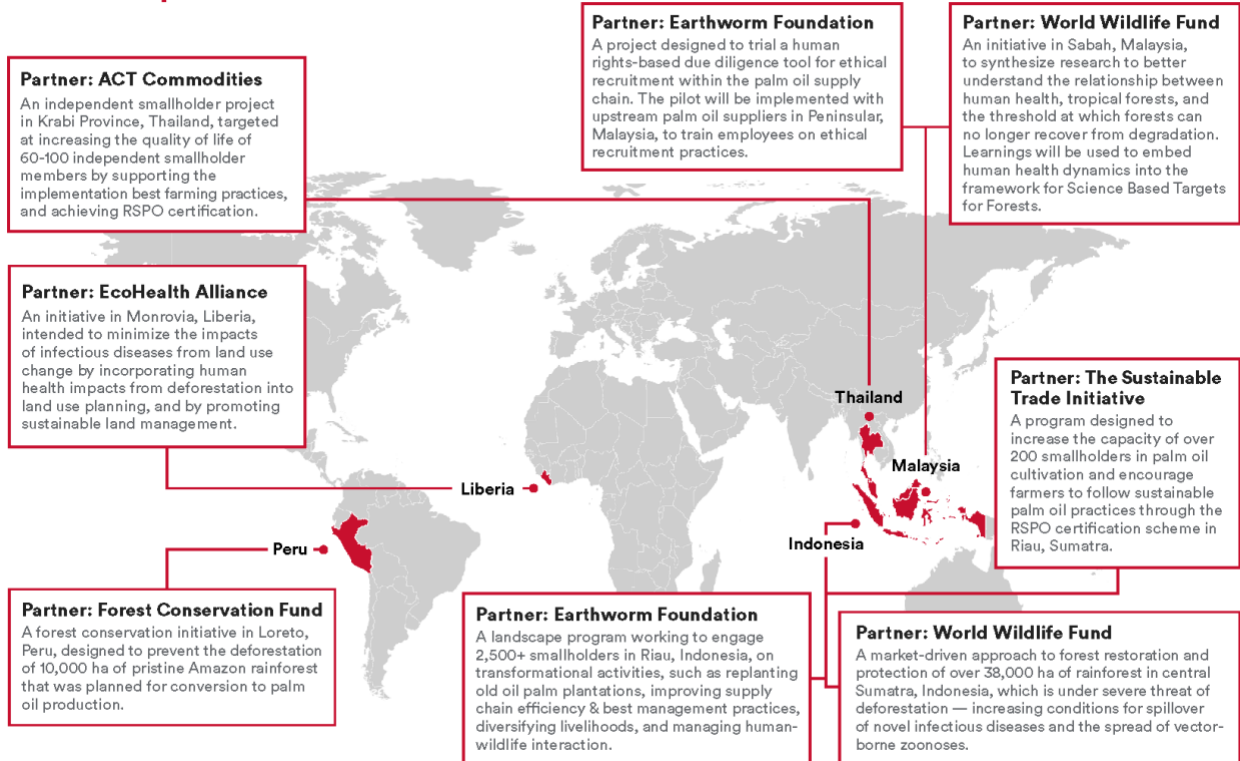 Partner: Earthworm Foundation
A project designed to trial a human
rights-based due diligence tool for ethical
recruitment within the palm oil supply
chain. The pilot will be implemented with
upstream palm oil suppliers in Peninsular,
Malaysia, to train employees on ethical
recruitment practices.
Partner: World Wildlife Fund
An initiative in Sabah, Malaysia,
to synthesize research to better
understand the relationship between
human health, tropical forests, and
the threshold at which forests can
no longer recover from degradation.
Learnings will be used to embed
human health dynamics into the
framework for Science Based Targets
for Forests.
Partner: ACT Commodities
An independent smallholder project
in Krabi Province, Thailand, targeted
at increasing the quality of life of
60-100 independent smallholder
members by supporting the
implementation best farming practices,
and achieving RSPO certification.
Partner: EcoHealth Alliance
An initiative in Monrovia, Liberia,
intended to minimize the impacts
of infectious diseases from land use
change by incorporating human
health impacts from deforestation into
land use planning, and by promoting
sustainable land management.
Thailand
Malaysia
Liberia
Indonesia
Peru
Partner: The Sustainable
Trade Initiative
A program designed to
increase the capacity of over
200 smallholders in palm oil
cultivation and encourage
farmers to follow sustainable
palm oil practices through the
RSPO certification scheme in
Riau, Sumatra.
Partner: Forest Conservation Fund
A forest conservation initiative in Loreto,
Peru, designed to prevent the deforestation
of 10,000 ha of pristine Amazon rainforest
that was planned for conversion to palm
oil production.
Partner: Earthworm Foundation
A landscape program working to engage
2,500+ smallholders in Riau, Indonesia, on
transformational activities, such as replanting
old oil palm plantations, improving supply
chain efficiency & best management practices,
diversifying livelihoods, and managing human-
wildlife interaction.
Partner: World Wildlife Fund
A market-driven approach to forest restoration and
protection of over 38,000 ha of rainforest in central
Sumatra, Indonesia, which is under severe threat of
deforestation — increasing conditions for spillover
of novel infectious diseases and the spread of vector-
borne zoonoses.